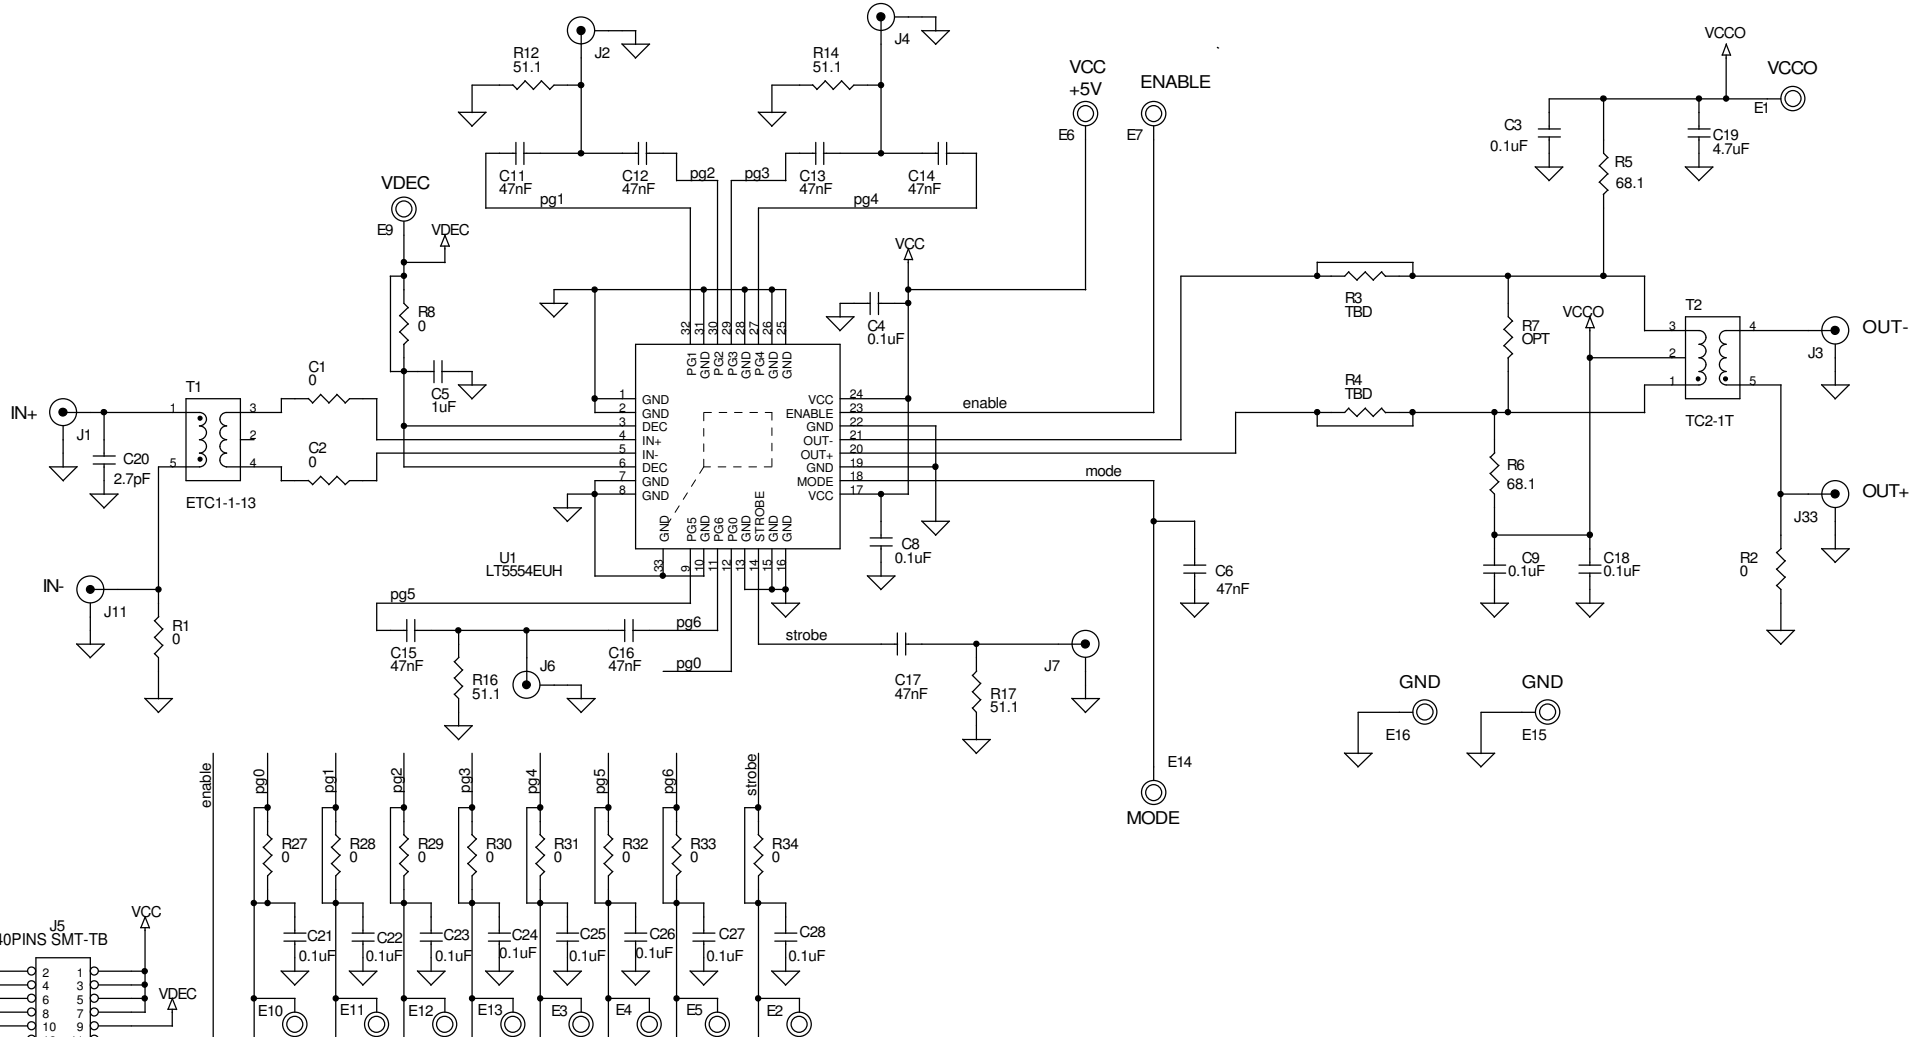 J2
J4
R12
51.1
R14
51.1
VCCO
VCC
+5V
ENABLE
VCCO
E6
E7
E1
C3
0.1uF
C19
4.7uF
R5
68.1
C11
47nF
C12
47nF
pg2
pg3
C13
47nF
C14
47nF
pg1
pg4
VDEC
E9
VDEC
VCC
R8
0
C4
0.1uF
R3
TBD
R7
OPT
VCCO
T2
3
2
1
4
5
TC2-1T
OUT-
J3
32
31
30
29
28
27
26
25
PG1
GND
PG2
PG3
GND
PG4
GND
GND
C5
1uF
C1
0
T1
1
5
3
2
4
ETC1-1-13
IN+
J1
C20
2.7pF
C2
0
1 GND
2 GND
3 DEC
4 IN+
5 IN-
6 DEC
7 GND
8 GND
VCC 24
ENABLE 23
GND 22
OUT- 21
OUT+ 20
GND 19
MODE 18
VCC 17
enable
mode
R4
TBD
R6
68.1
OUT+
J33
GND
PG5
GND
PG6
PG0
GND
STROBE
GND
GND
33
9
10
11
12
13
14
15
16
U1
LT5554EUH
C8
0.1uF
C6
47nF
C9
0.1uF
C18
0.1uF
R2
0
IN-
J11
R1
0
pg5
pg6
pg0
strobe
C15
47nF
R16
51.1
J6
C16
47nF
C17
47nF
R17
51.1
J7
GND
E16
GND
E15
E14
MODE
enable
pg0
pg1
pg2
pg3
pg4
pg5
pg6
strobe
R27
0
R28
0
R29
0
R30
0
R31
0
R32
0
R33
0
R34
0
C21
0.1uF
C22
0.1uF
C23
0.1uF
C24
0.1uF
C25
0.1uF
C26
0.1uF
C27
0.1uF
C28
0.1uF
E10
E11
E12
E13
E3
E4
E5
E2
J5
40PINS SMT-TB
VCC
VDEC
2 1
4 3
6 5
8 7
10 9